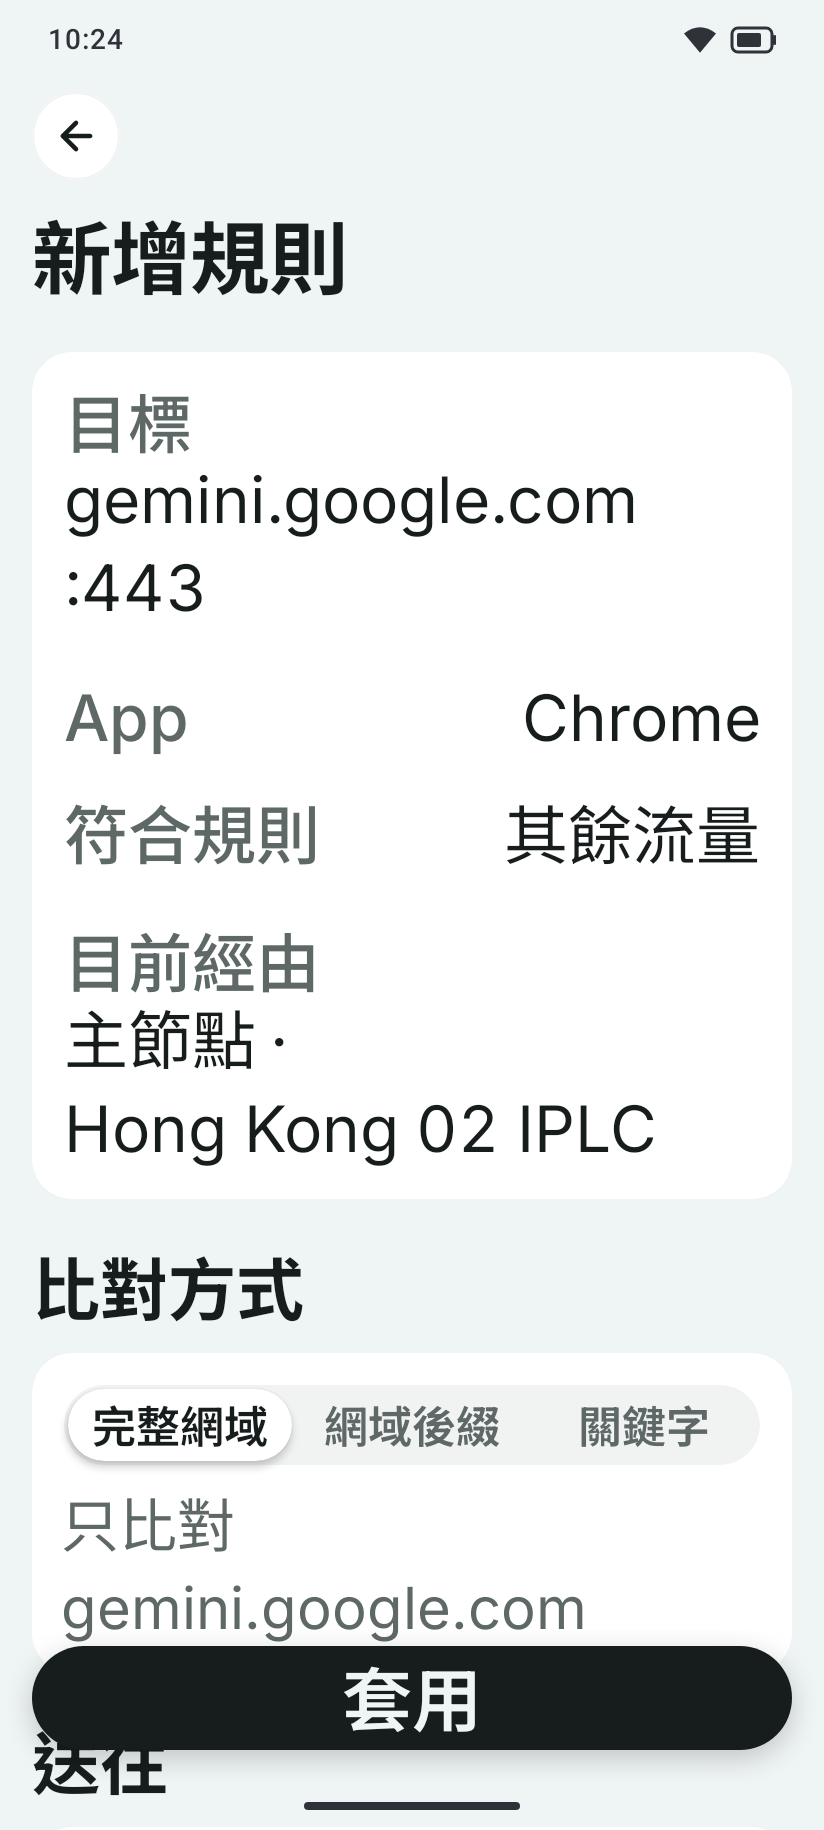 10:24
新增規則
目標
gemini.google.com
:443
App
Chrome
符合規則
其餘流量
目前經由
主節點 ·
Hong Kong 02 IPLC
比對方式
完整網域
網域後綴
關鍵字
只比對
gemini.google.com
套用
送往